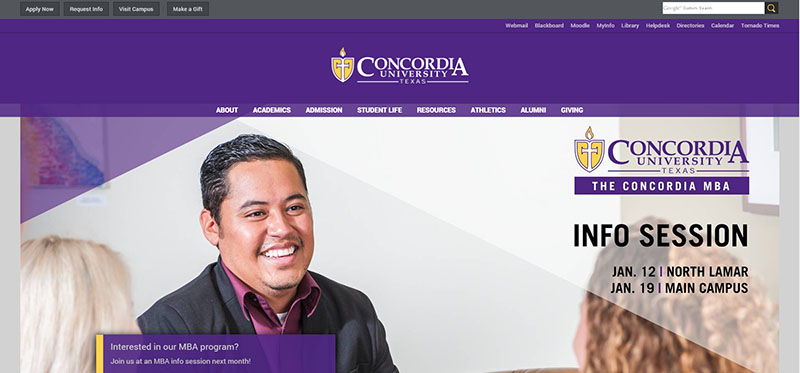 Apply Now
Request Info
Visit Campus
Make a Gift
Google™ Custom Search
Webmail Blackboard Moodle MyInfo Library Helpdesk Directories Calendar Tornado Times
CONCORDIA
UNIVERSITY
TEXAS
ABOUT ACADEMICS ADMISSION STUDENT LIFE RESOURCES ATHLETICS ALUMNI GIVING
CONCORDIA
UNIVERSITY
TEXAS
THE CONCORDIA MBA
INFO SESSION
JAN. 12 | NORTH LAMAR
JAN. 19 | MAIN CAMPUS
Interested in our MBA program?
Join us at an MBA info session next month!